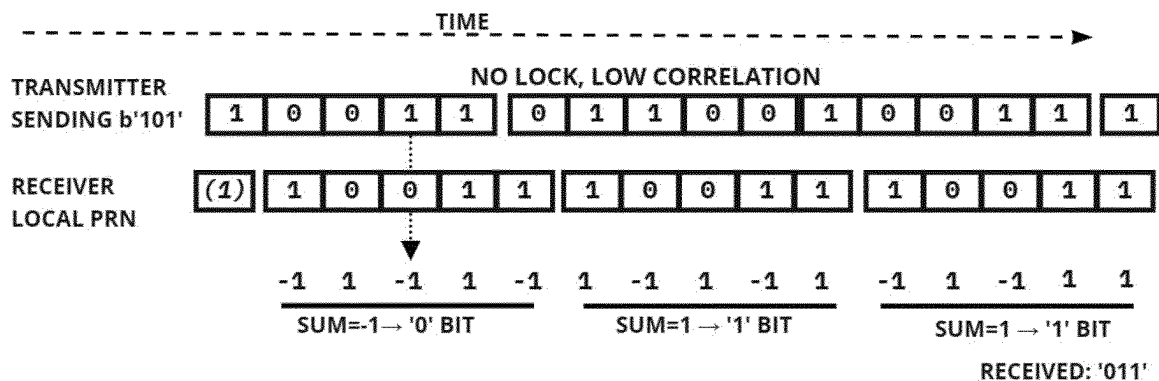 TIME
NO LOCK, LOW CORRELATION
TRANSMITTER
SENDING b'101'
1 0 0 1 1 0 1 1 0 0 1 0 0 1 1 1
RECEIVER
LOCAL PRN
(1) 1 0 0 1 1 1 0 0 1 1 1 0 0 1 1
-1 1 -1 1 -1 1 -1 1 -1 1 -1 1 -1 1 1
SUM=-1→ '0' BIT SUM=1 → '1' BIT SUM=1 → '1' BIT
RECEIVED: '011'